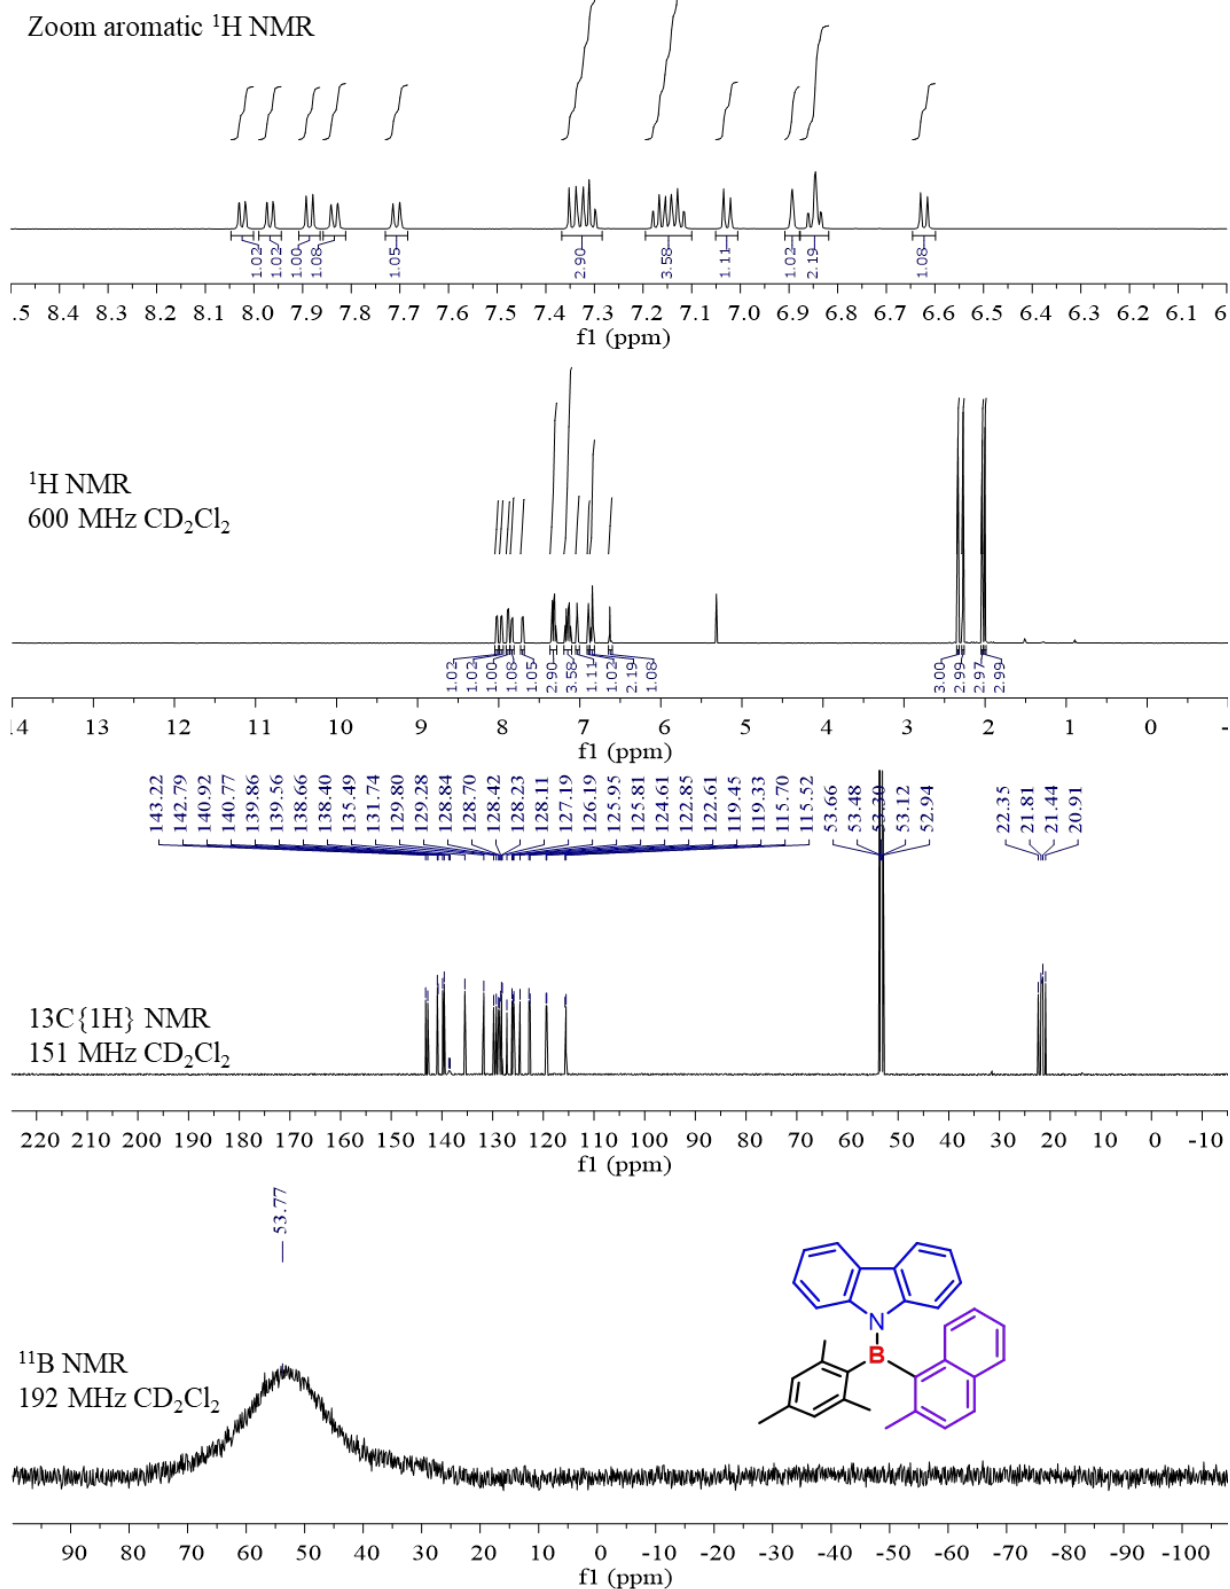 Zoom aromatic ¹H NMR
1.02 1.02 1.00 1.08 1.05 2.90 3.58 1.11 1.02 2.19 1.08
.5 8.4 8.3 8.2 8.1 8.0 7.9 7.8 7.7 7.6 7.5 7.4 7.3 7.2 7.1 7.0 6.9 6.8 6.7 6.6 6.5 6.4 6.3 6.2 6.1 6
f1 (ppm)
¹H NMR
600 MHz CD₂Cl₂
1.02 1.02 1.00 1.08 1.05 2.90 3.58 1.11 1.02 2.19 1.08 3.00 2.99 2.97 2.99
14 13 12 11 10 9 8 7 6 5 4 3 2 1 0 -
f1 (ppm)
143.22 142.79 140.92 140.77 139.86 139.56 138.66 138.40 135.49 131.74 129.80 129.28 128.84 128.70 128.42 128.23 128.11 127.19 126.19 125.95 125.81 124.61 122.85 122.61 119.45 119.33 115.70 115.52 53.66 53.48 53.30 53.12 52.94 22.35 21.81 21.44 20.91
13C{1H} NMR
151 MHz CD₂Cl₂
220 210 200 190 180 170 160 150 140 130 120 110 100 90 80 70 60 50 40 30 20 10 0 -10
f1 (ppm)
53.77
N
B
¹¹B NMR
192 MHz CD₂Cl₂
90 80 70 60 50 40 30 20 10 0 -10 -20 -30 -40 -50 -60 -70 -80 -90 -100
f1 (ppm)